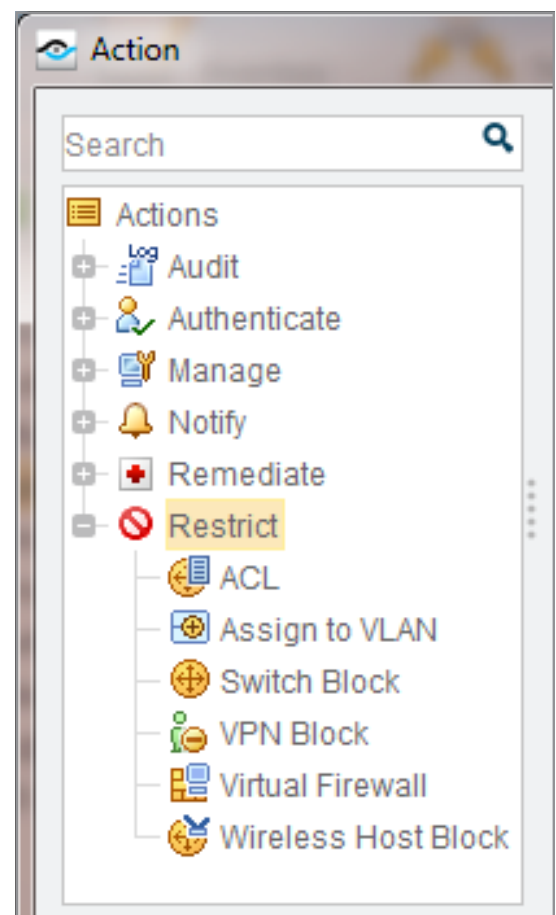 Action
Search
Actions
Log
Audit
Authenticate
Manage
Notify
Remediate
Restrict
ACL
Assign to VLAN
Switch Block
VPN Block
Virtual Firewall
Wireless Host Block